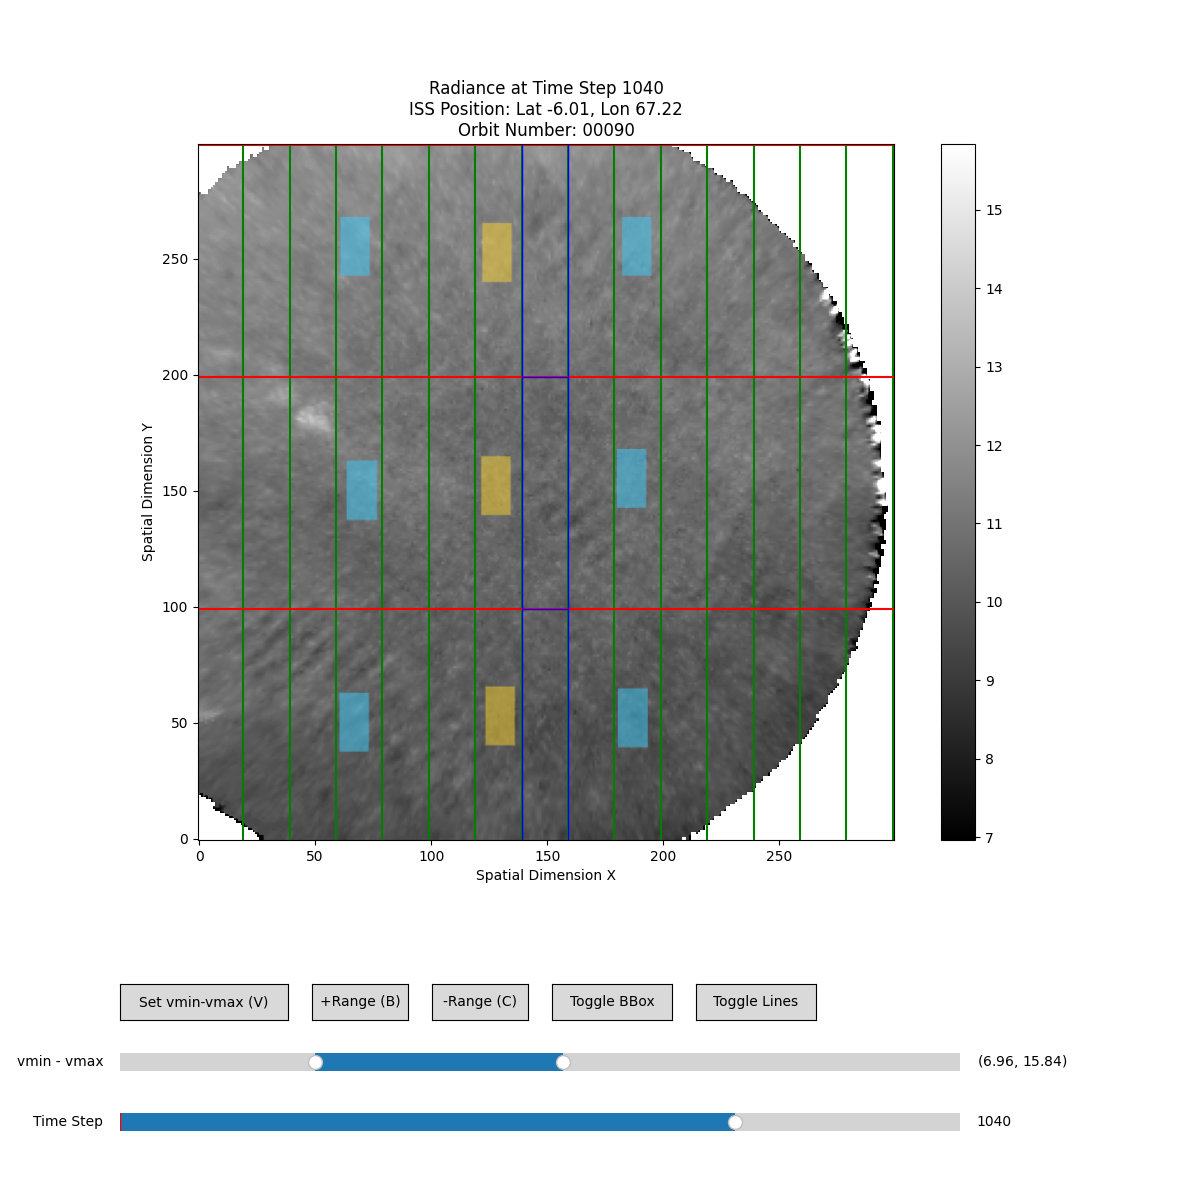 Radiance at Time Step 1040
ISS Position: Lat -6.01, Lon 67.22
Orbit Number: 00090
Spatial Dimension Y
250
200
150
100
50
0
0 50 100 150 200 250
Spatial Dimension X
15
14
13
12
11
10
9
8
7
Set vmin-vmax (V) +Range (B) -Range (C) Toggle BBox Toggle Lines
vmin - vmax (6.96, 15.84)
Time Step 1040